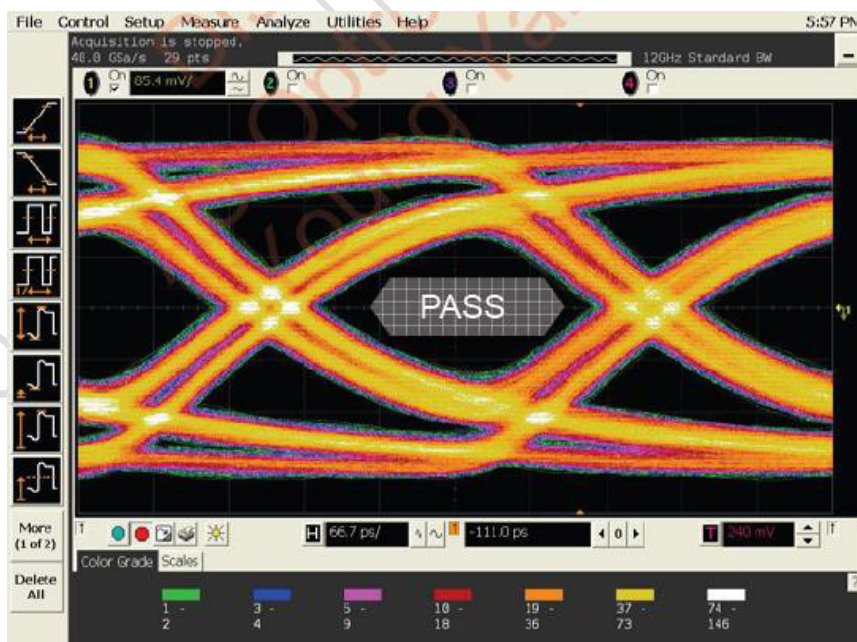 File Control Setup Measure Analyze Utilities Help 5:57 PM
Acquisition is stopped.
40.0 GSa/s 29 pts 12GHz Standard BW
1 On 85.4 mV/ 2 On 3 On 4 On
PASS
More
(1 of 2)
Delete
All
H 66.7 ps/ -111.0 ps 0 T 240 mV
Color Grade Scales
1 - 3 - 5 - 10 - 19 - 37 - 74 -
2 4 9 18 36 73 146